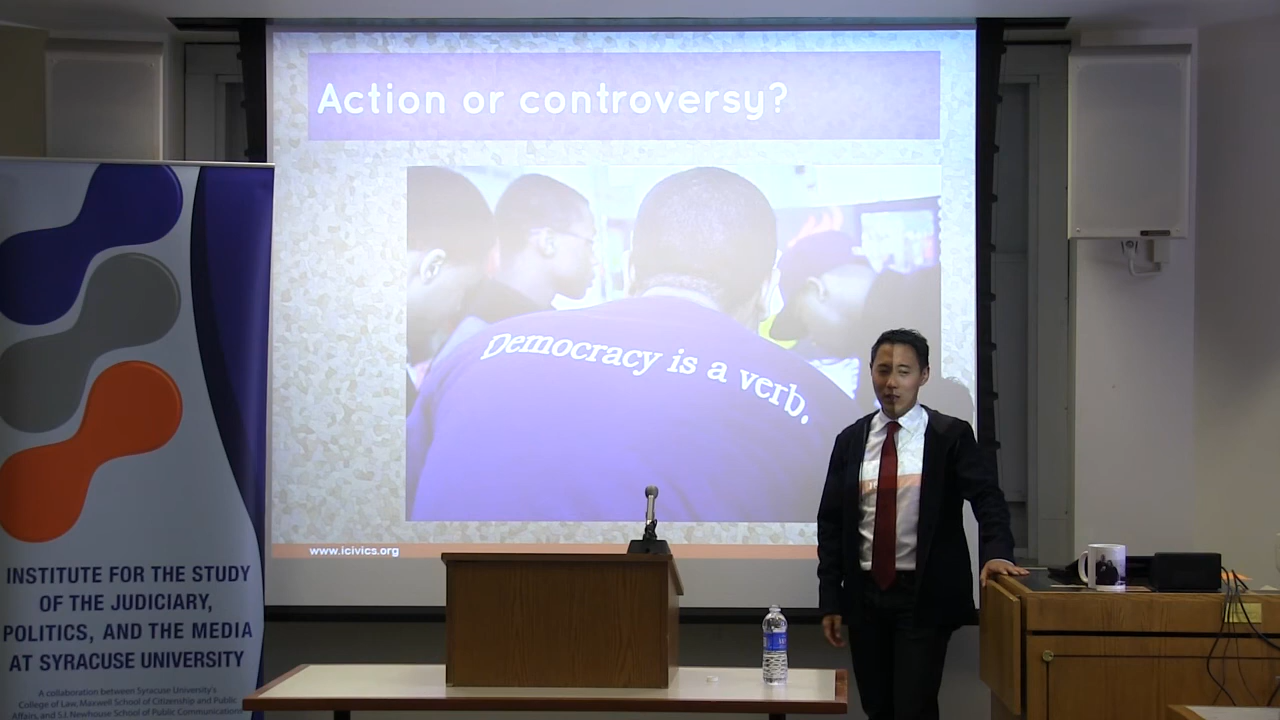 Action or controversy?
Democracy is a verb.
www.icivics.org
INSTITUTE FOR THE STUDY
OF THE JUDICIARY,
POLITICS, AND THE MEDIA
AT SYRACUSE UNIVERSITY
A collaboration between Syracuse University's
College of Law, Maxwell School of Citizenship and Public
Affairs, and S.I. Newhouse School of Public Communications